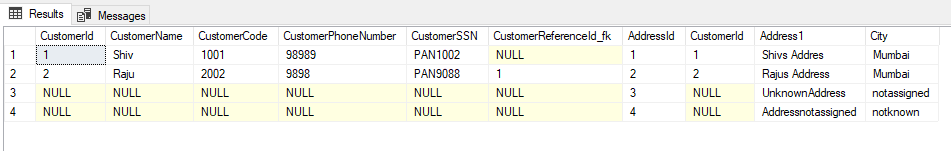 Results Messages
CustomerId CustomerName CustomerCode CustomerPhoneNumber CustomerSSN CustomerReferenceId_fk AddressId CustomerId Address1 City
1 1 Shiv 1001 98989 PAN1002 NULL 1 1 Shivs Addres Mumbai
2 2 Raju 2002 9898 PAN9088 1 2 2 Rajus Address Mumbai
3 NULL NULL NULL NULL NULL NULL 3 NULL UnknownAddress notassigned
4 NULL NULL NULL NULL NULL NULL 4 NULL Addressnotassigned notknown